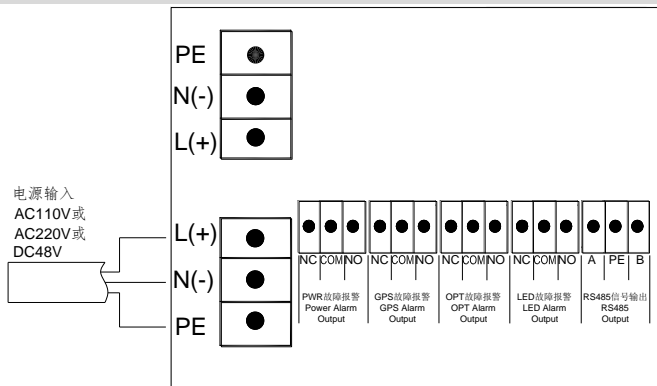 PE
N(-)
L(+)
电源输入
AC110V或
AC220V或
DC48V
L(+)
N(-)
PE
NC COM NO
NC COM NO
NC COM NO
NC COM NO
A PE B
PWR故障报警
Power Alarm
Output
GPS故障报警
GPS Alarm
Output
OPT故障报警
OPT Alarm
Output
LED故障报警
LED Alarm
Output
RS485信号输出
RS485
Output